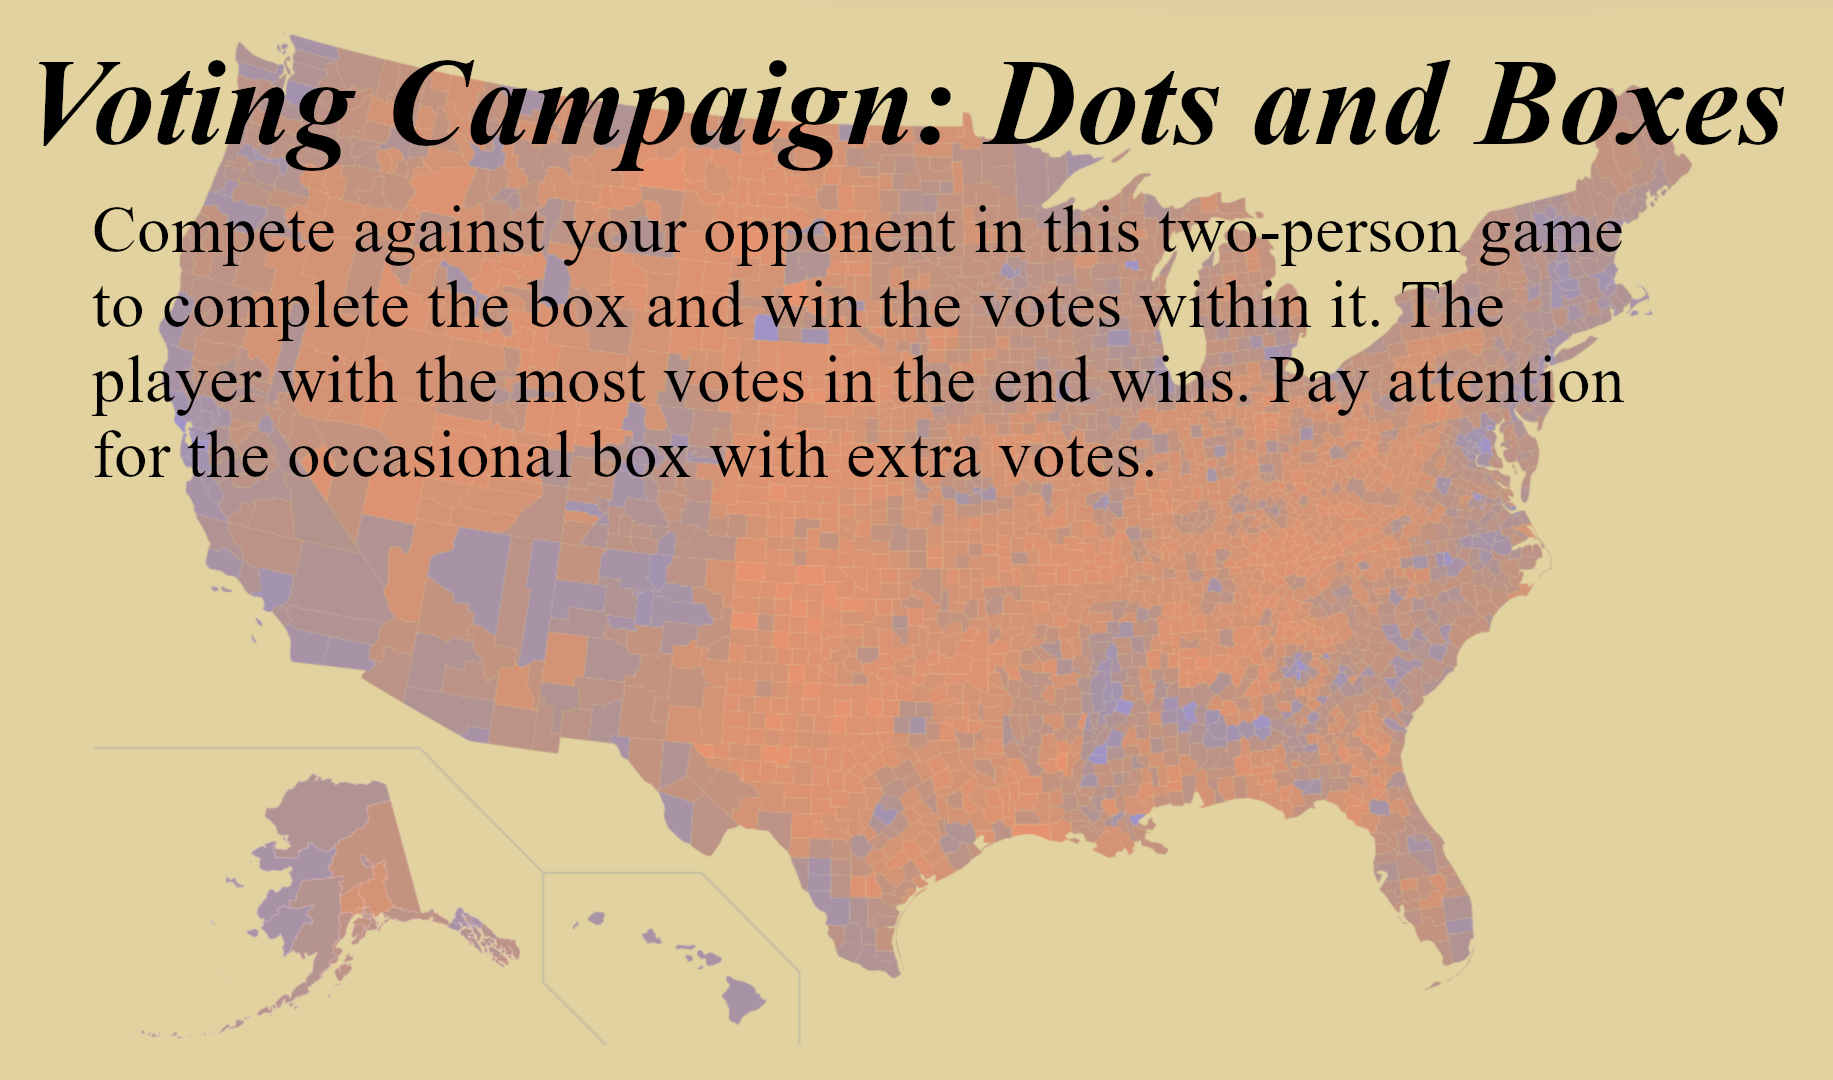 Voting Campaign: Dots and Boxes
Compete against your opponent in this two-person game
to complete the box and win the votes within it. The
player with the most votes in the end wins. Pay attention
for the occasional box with extra votes.